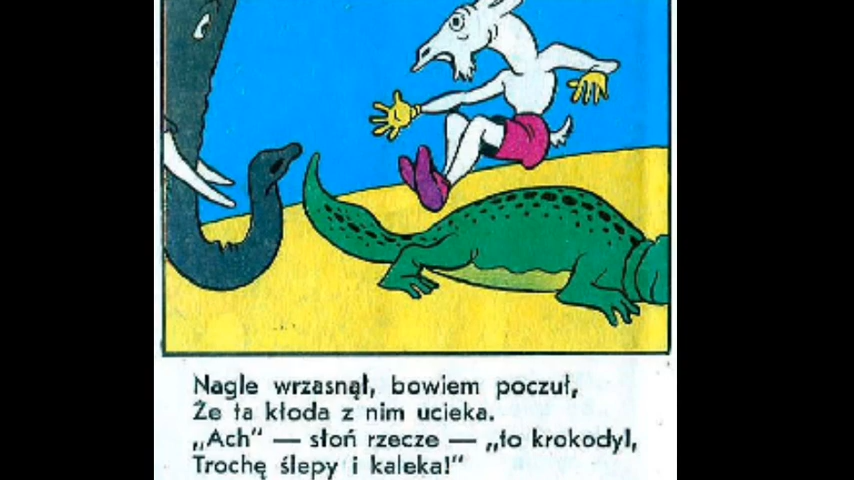 Nagle wrzasnął, bowiem poczuł,
Że ta kłoda z nim ucieka.
„Ach" — słoń rzecze — „to krokodyl,
Trochę ślepy i kaleka!"